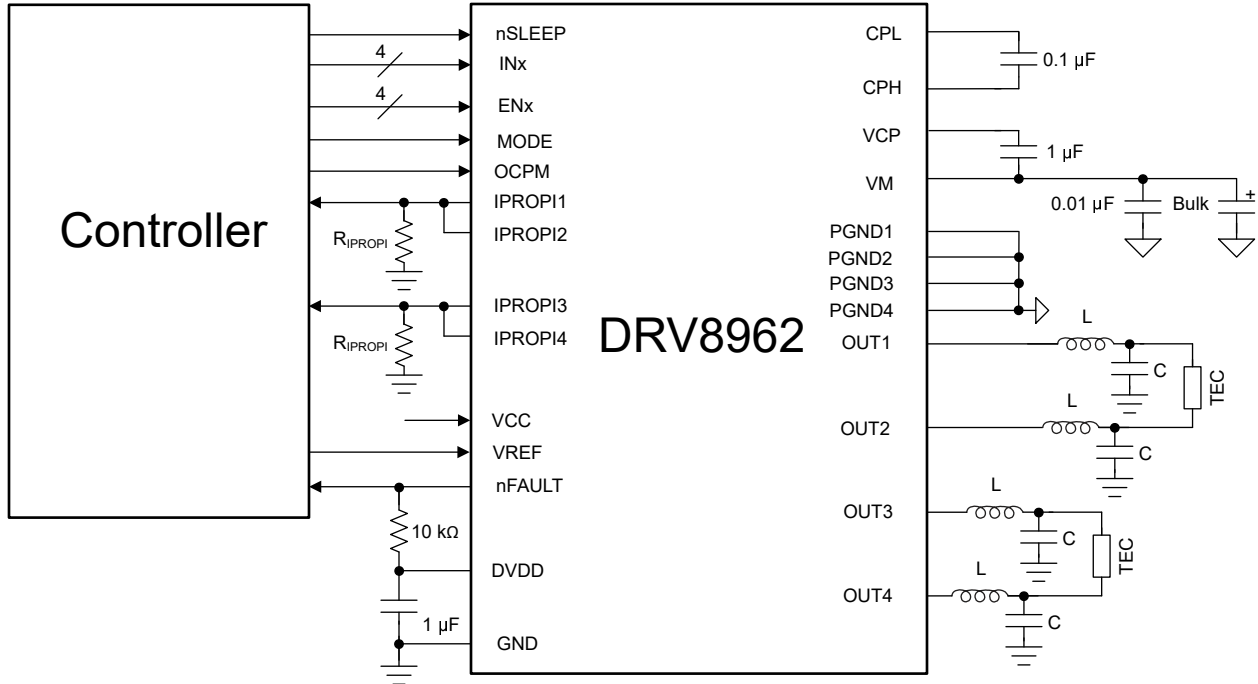 nSLEEP
4
INx
4
ENx
MODE
OCPM
IPROPI1
IPROPI2
RIPROPI
IPROPI3
IPROPI4
RIPROPI
VCC
VREF
nFAULT
10 kΩ
DVDD
1 µF
GND
Controller
DRV8962
CPL
0.1 µF
CPH
VCP
1 µF
VM
0.01 µF
Bulk
+
PGND1
PGND2
PGND3
PGND4
L
OUT1
C
TEC
L
OUT2
C
L
OUT3
C
TEC
L
OUT4
C